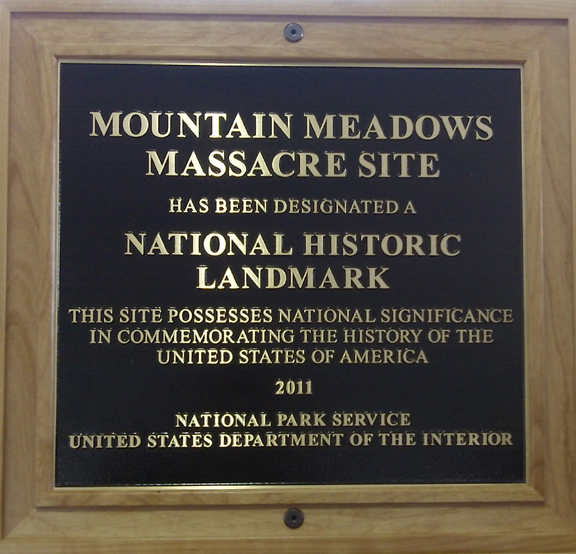 MOUNTAIN MEADOWS
MASSACRE SITE
HAS BEEN DESIGNATED A
NATIONAL HISTORIC
LANDMARK
THIS SITE POSSESSES NATIONAL SIGNIFICANCE
IN COMMEMORATING THE HISTORY OF THE
UNITED STATES OF AMERICA
2011
NATIONAL PARK SERVICE
UNITED STATES DEPARTMENT OF THE INTERIOR